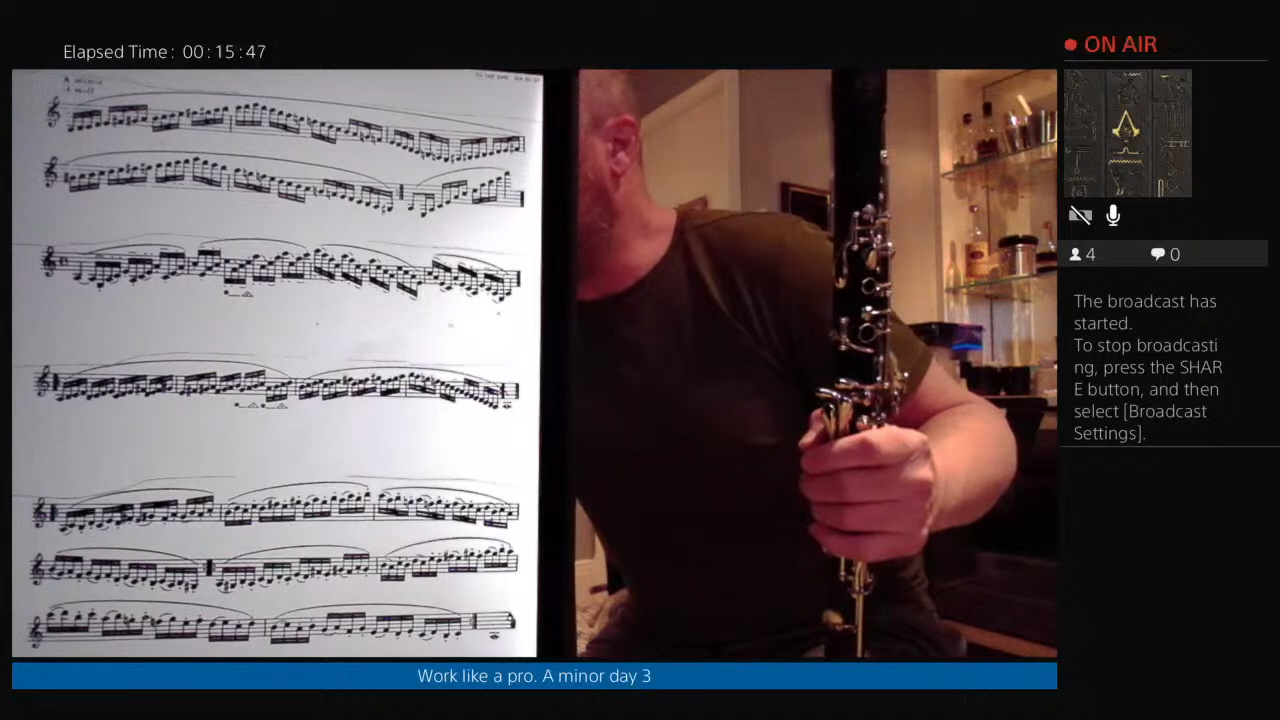 Elapsed Time: 00:15:47
ON AIR
4
0
The broadcast has
started.
To stop broadcasti
ng, press the SHAR
E button, and then
select [Broadcast
Settings].
Work like a pro. A minor day 3